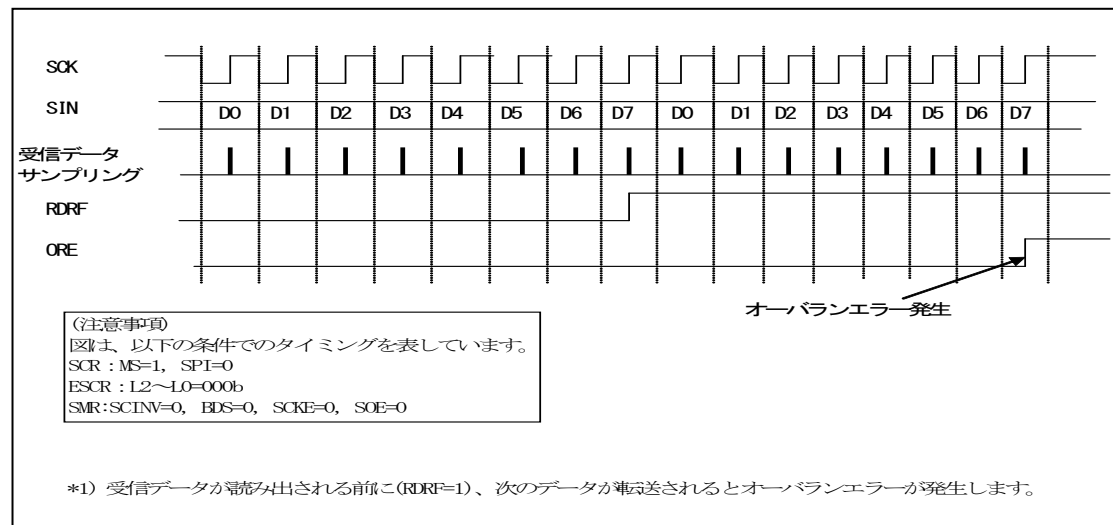 SCK
SIN D0 D1 D2 D3 D4 D5 D6 D7 D0 D1 D2 D3 D4 D5 D6 D7
受信データ
サンプリング
RDRF
ORE
オーバランエラー発生
(注意事項)
図は、以下の条件でのタイミングを表しています。
SCR : MS=1, SPI=0
ESCR : L2～L0=000b
SMR:SCINV=0, BDS=0, SCKE=0, SOE=0
*1) 受信データが読み出される前に(RDRF=1)、次のデータが転送されるとオーバランエラーが発生します。